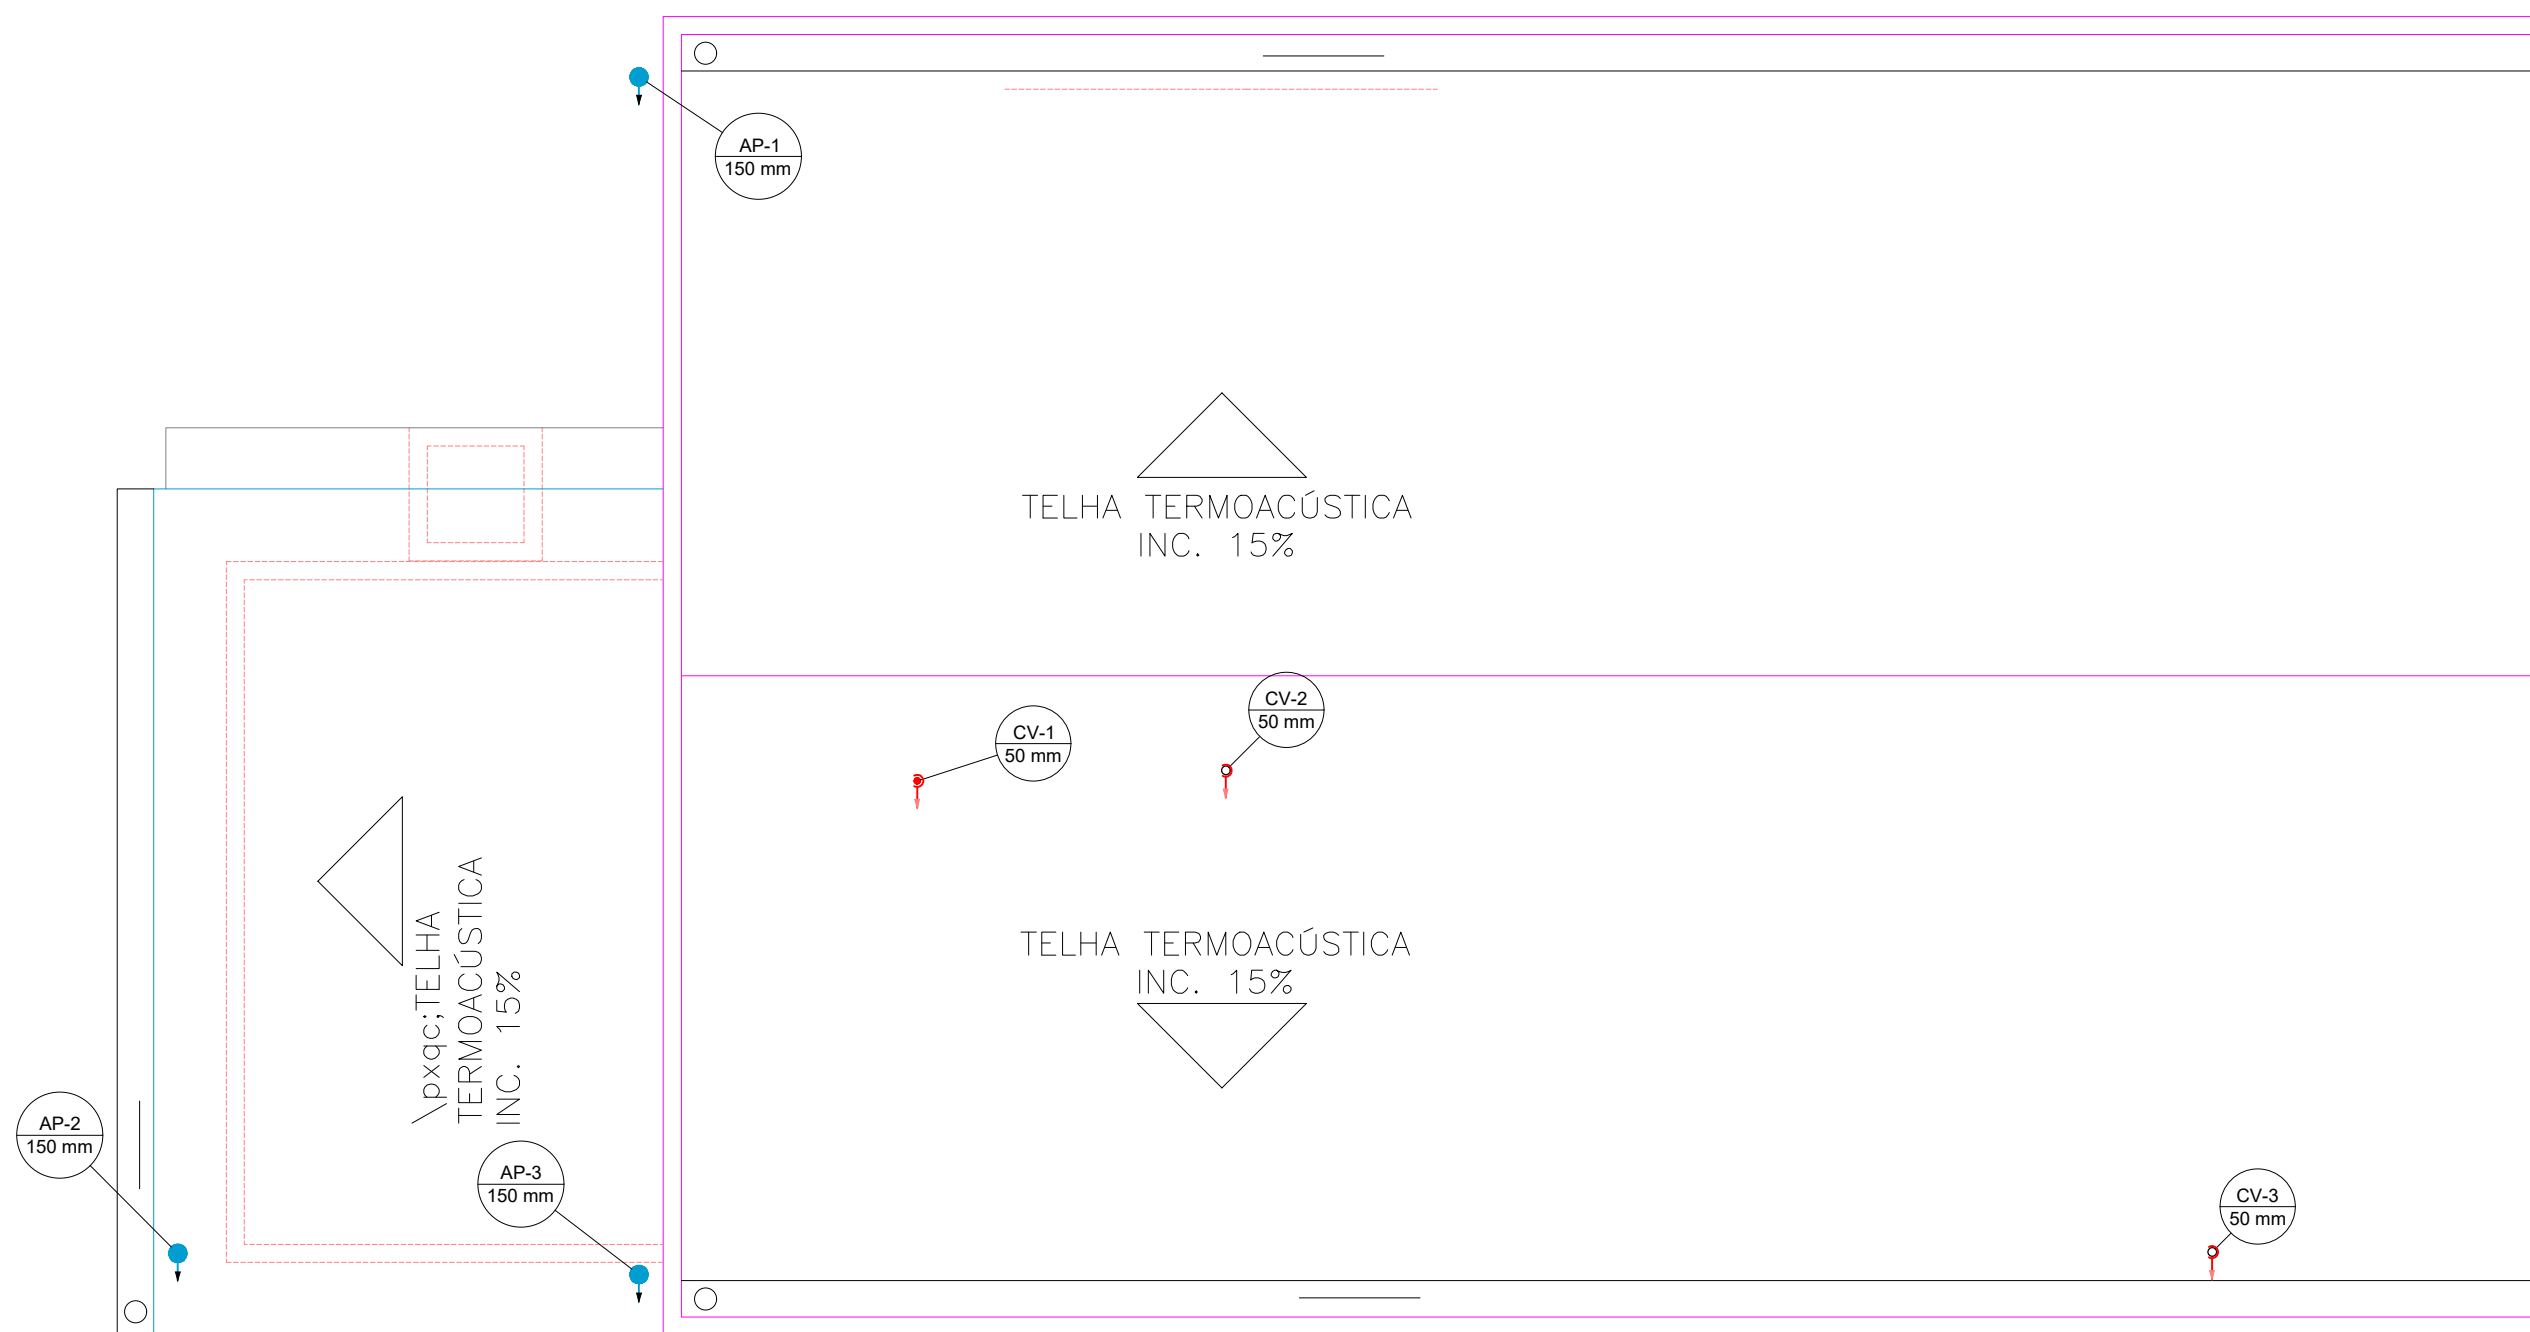 AP-1
150 mm
TELHA TERMOACÚSTICA
INC. 15%
CV-2
50 mm
CV-1
50 mm
\pxqc;TELHA
TERMOACÚSTICA
INC. 15%
TELHA TERMOACÚSTICA
INC. 15%
AP-2
150 mm
AP-3
150 mm
CV-3
50 mm